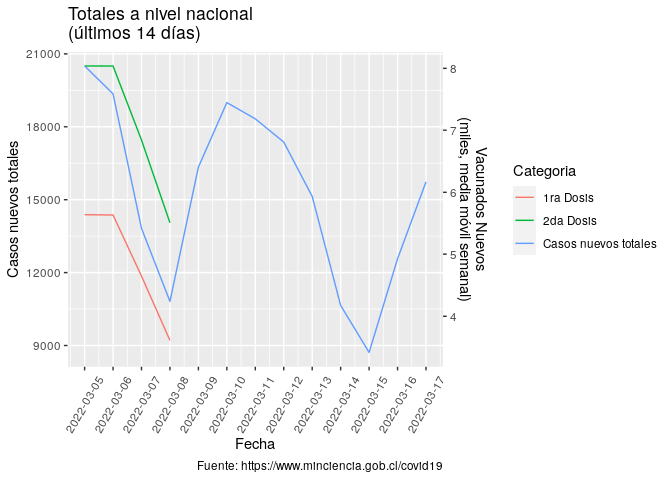 Totales a nivel nacional
(últimos 14 días)
21000
18000
15000
12000
9000
Casos nuevos totales
8
7
6
5
4
Vacunados Nuevos
(miles, media móvil semanal)
2022-03-05
2022-03-06
2022-03-07
2022-03-08
2022-03-09
2022-03-10
2022-03-11
2022-03-12
2022-03-13
2022-03-14
2022-03-15
2022-03-16
2022-03-17
Fecha
Categoria
1ra Dosis
2da Dosis
Casos nuevos totales
Fuente: https://www.minciencia.gob.cl/covid19